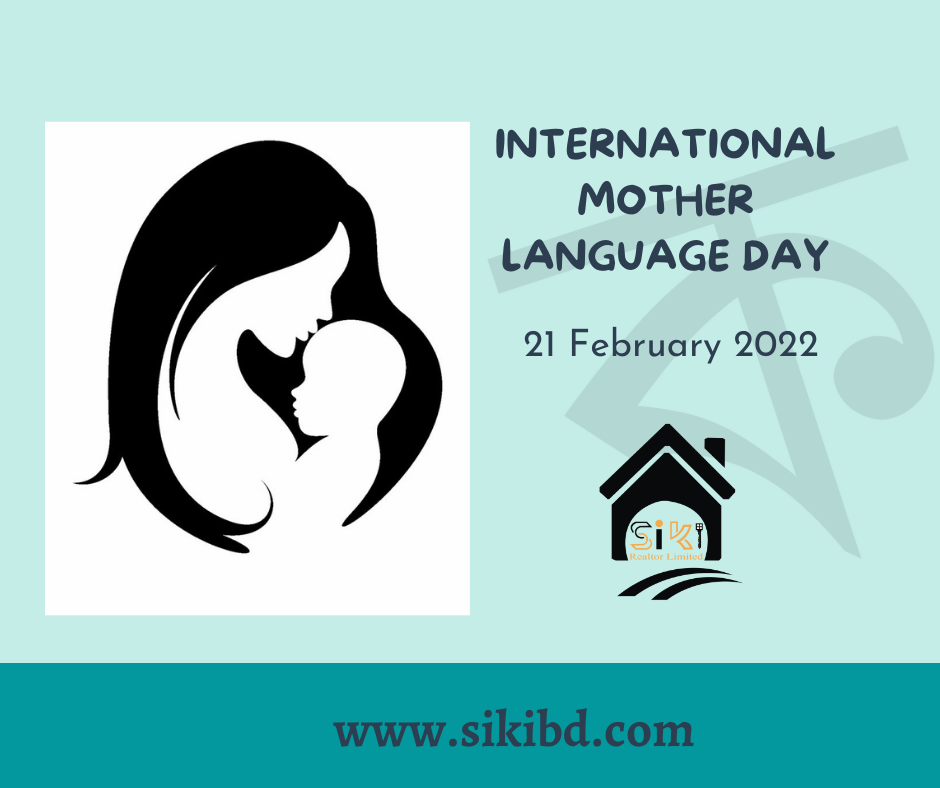 INTERNATIONAL
MOTHER
LANGUAGE DAY
21 February 2022
ক
SiKi
Realtor Limited
www.sikibd.com